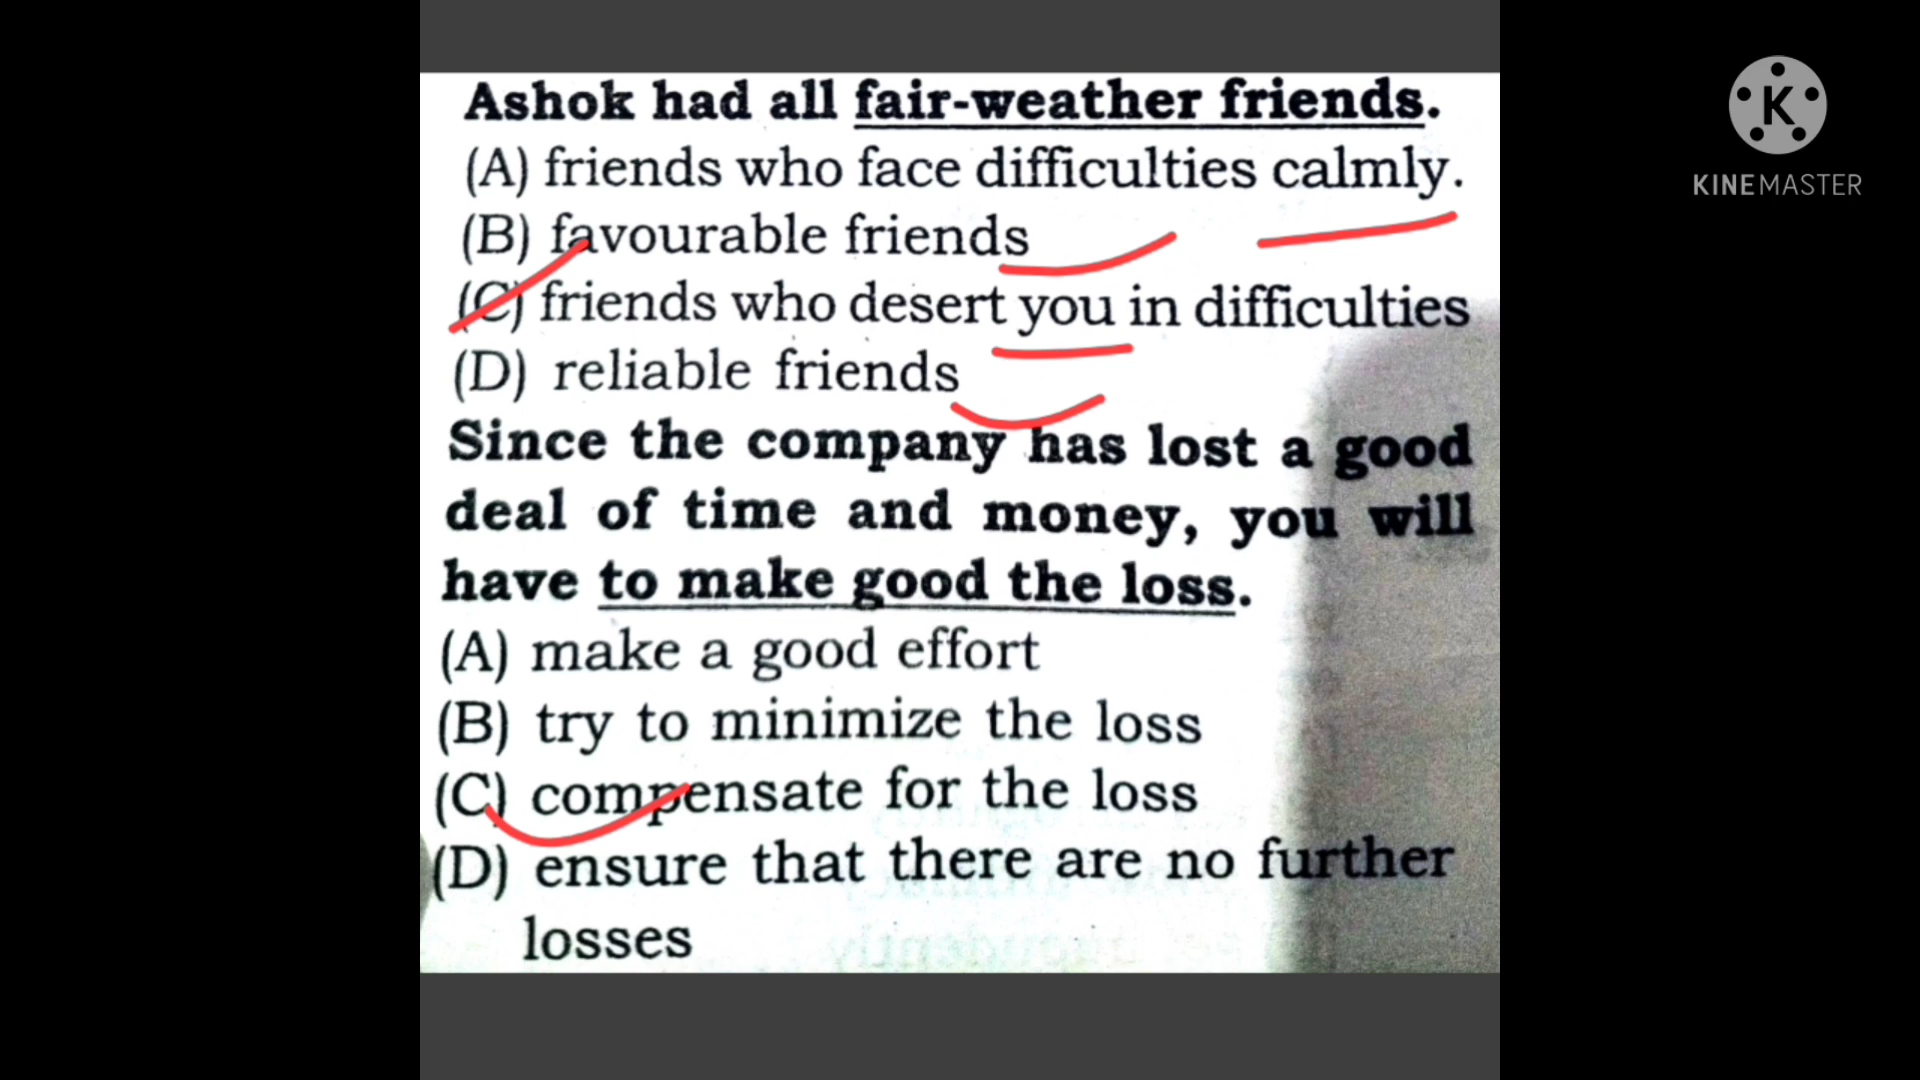 Ashok had all fair-weather friends.
(A) friends who face difficulties calmly.
(B) favourable friends
(C) friends who desert you in difficulties
(D) reliable friends
Since the company has lost a good
deal of time and money, you will
have to make good the loss.
(A) make a good effort
(B) try to minimize the loss
(C) compensate for the loss
(D) ensure that there are no further
losses
K
KINEMASTER